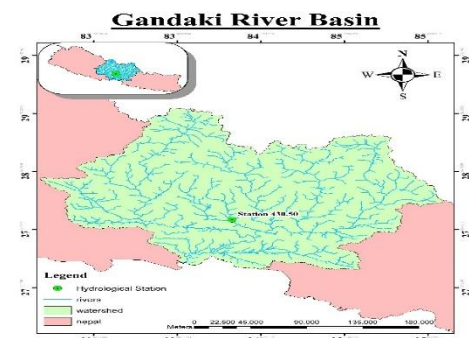 Gandaki River Basin
83 83 84 85 85
N
W E
S
Station 430.50
Legend
Hydrological Station
rivers
watershed
nepal
Meters 0 22,500 45,000 90,000 135,000 180,000